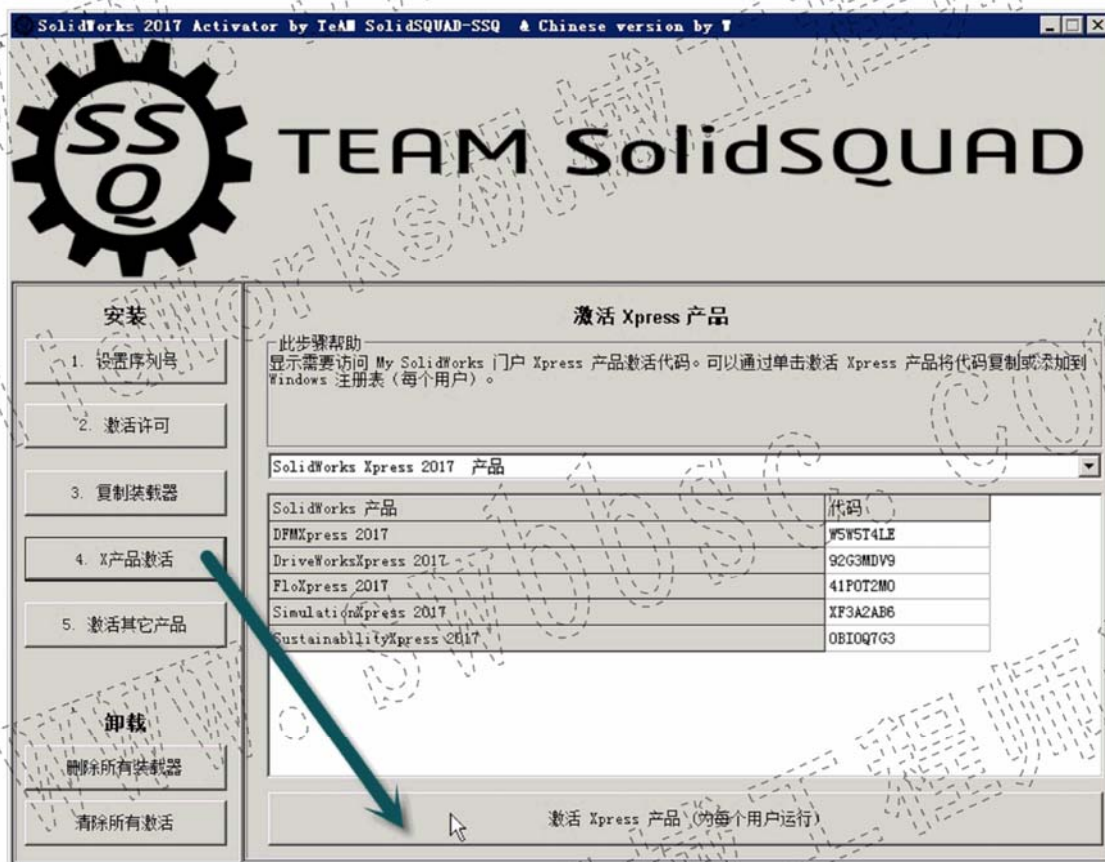 SolidWorks 2017 Activator by TeAM SolidSQUAD-SSQ & Chinese version by W
SSQ
TEAM SolidSQUAD
安装
1. 设置序列号
2. 激活许可
3. 复制装载器
4. X产品激活
5. 激活其它产品
卸载
删除所有装载器
清除所有激活
激活 Xpress 产品
此步骤帮助
显示需要访问 My SolidWorks 门户 Xpress 产品激活代码。可以通过单击激活 Xpress 产品将代码复制或添加到
Windows 注册表（每个用户）。
SolidWorks Xpress 2017 产品
SolidWorks 产品 代码
DFMXpress 2017 W5W5T4LE
DriveWorksXpress 2017 92G3MDV9
FloXpress 2017 41P0T2MO
SimulationXpress 2017 XF3A2AB6
SustainabilityXpress 2017 OBIOQ7G3
激活 Xpress 产品（为每个用户运行）
www.swbbsc.com